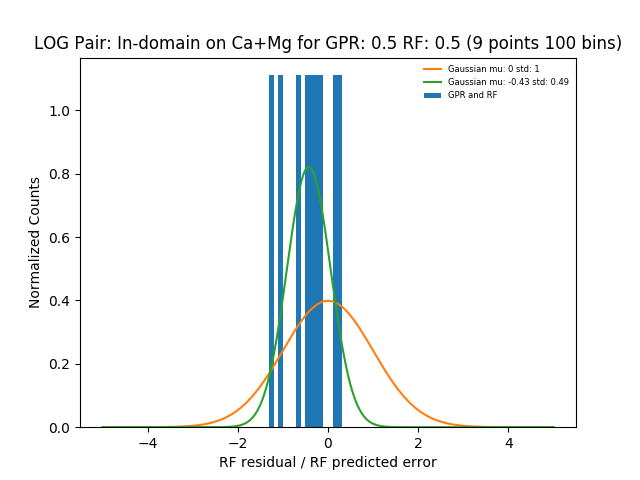 LOG Pair: In-domain on Ca+Mg for GPR: 0.5 RF: 0.5 (9 points 100 bins)
Gaussian mu: 0 std: 1
Gaussian mu: -0.43 std: 0.49
GPR and RF
Normalized Counts
1.0
0.8
0.6
0.4
0.2
0.0
−4 −2 0 2 4
RF residual / RF predicted error